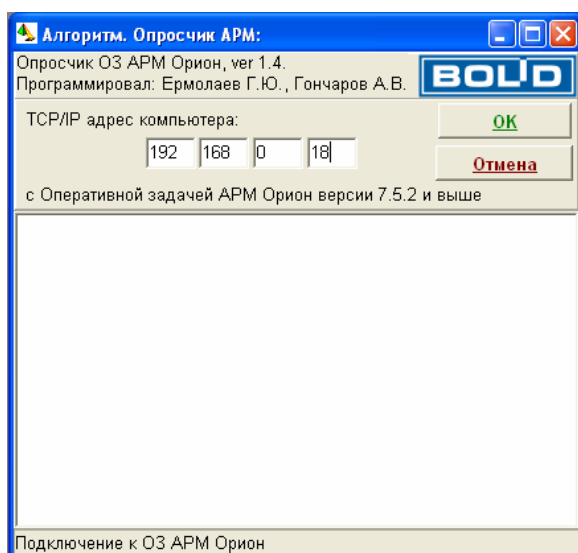 Алгоритм. Опросчик АРМ:
Опросчик ОЗ АРМ Орион, ver 1.4.
Программировал: Ермолаев Г.Ю., Гончаров А.В.
BOLID
TCP/IP адрес компьютера:
OK
192 168 0 18
Отмена
с Оперативной задачей АРМ Орион версии 7.5.2 и выше
Подключение к ОЗ АРМ Орион